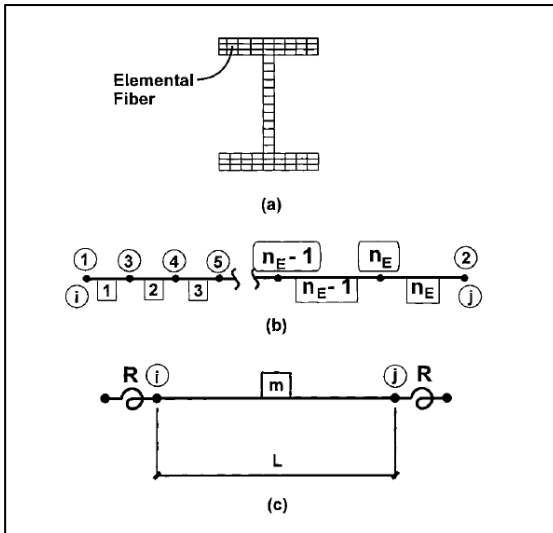 Elemental
Fiber
(a)
1 3 4 5 n_E - 1 n_E 2
i 1 2 3 n_E - 1 n_E j
(b)
R i m j R
L
(c)